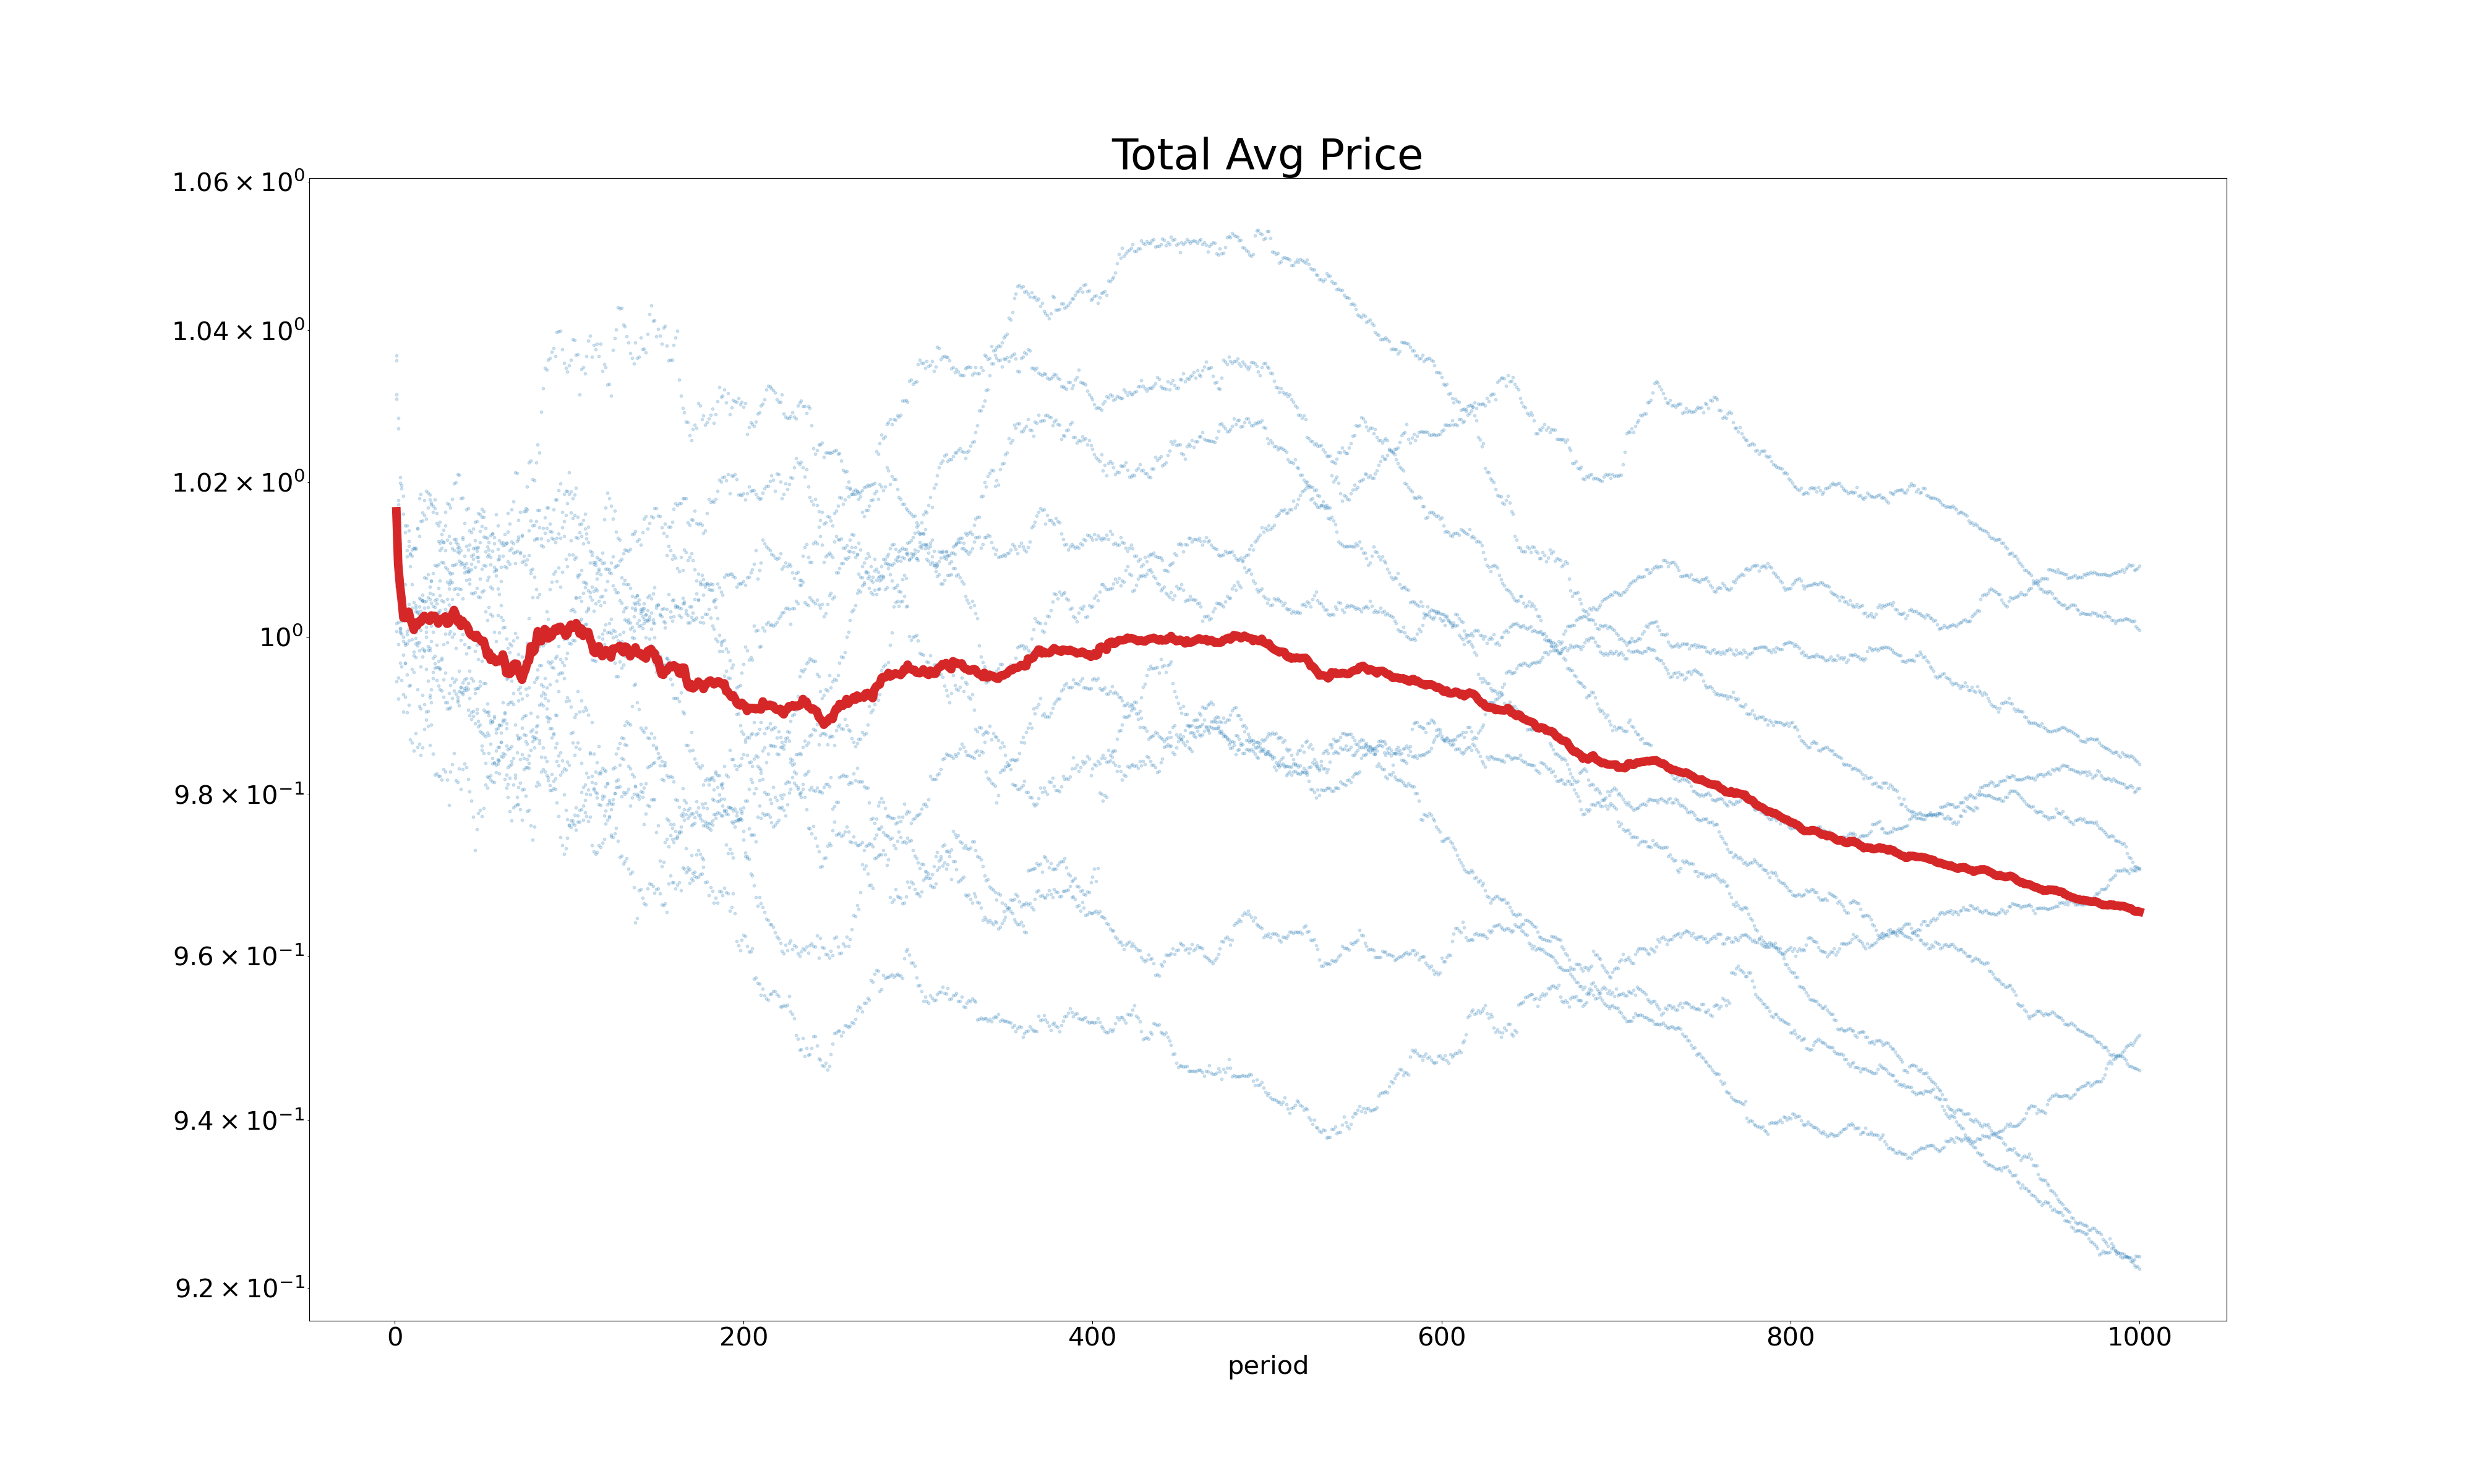 Total Avg Price
1.06 × 10⁰
1.04 × 10⁰
1.02 × 10⁰
10⁰
9.8 × 10⁻¹
9.6 × 10⁻¹
9.4 × 10⁻¹
9.2 × 10⁻¹
0 200 400 600 800 1000
period